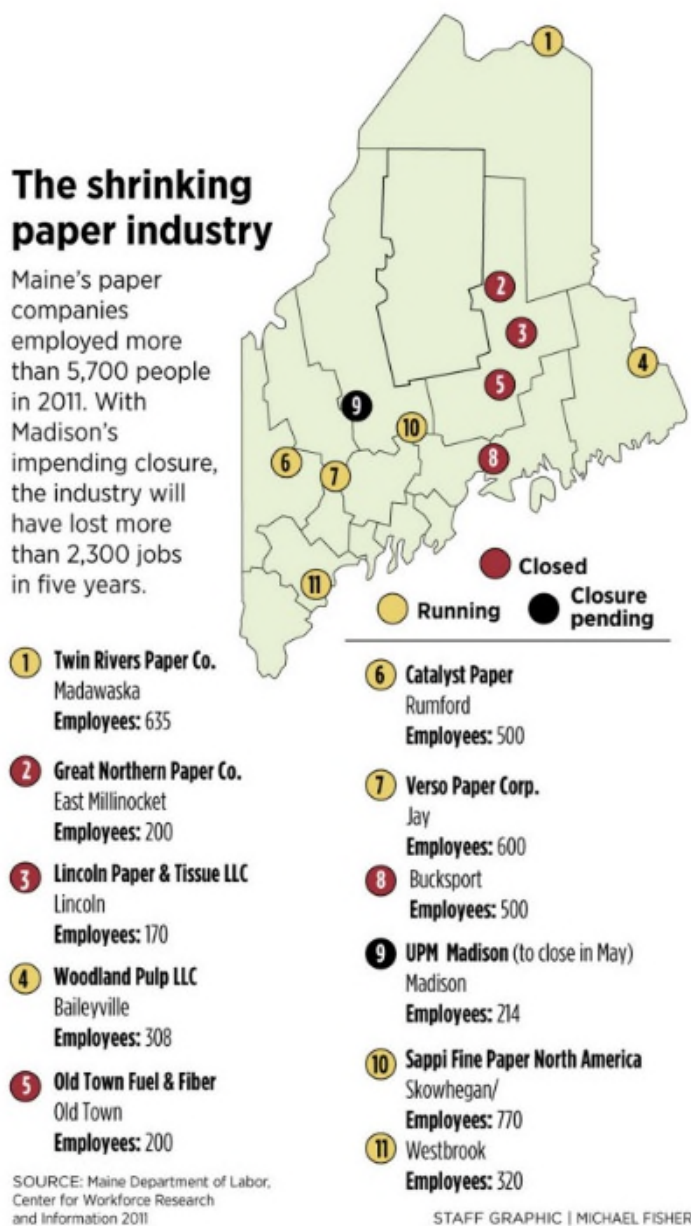 The shrinking
paper industry
Maine's paper
companies
employed more
than 5,700 people
in 2011. With
Madison's
impending closure,
the industry will
have lost more
than 2,300 jobs
in five years.
1
2
3
4
5
9
10
6
7
8
11
Closed
Running
Closure
pending
1 Twin Rivers Paper Co.
Madawaska
Employees: 635
2 Great Northern Paper Co.
East Millinocket
Employees: 200
3 Lincoln Paper & Tissue LLC
Lincoln
Employees: 170
4 Woodland Pulp LLC
Baileyville
Employees: 308
5 Old Town Fuel & Fiber
Old Town
Employees: 200
6 Catalyst Paper
Rumford
Employees: 500
7 Verso Paper Corp.
Jay
Employees: 600
8 Bucksport
Employees: 500
9 UPM Madison (to close in May)
Madison
Employees: 214
10 Sappi Fine Paper North America
Skowhegan/
Employees: 770
11 Westbrook
Employees: 320
SOURCE: Maine Department of Labor,
Center for Workforce Research
and Information 2011
STAFF GRAPHIC | MICHAEL FISHER